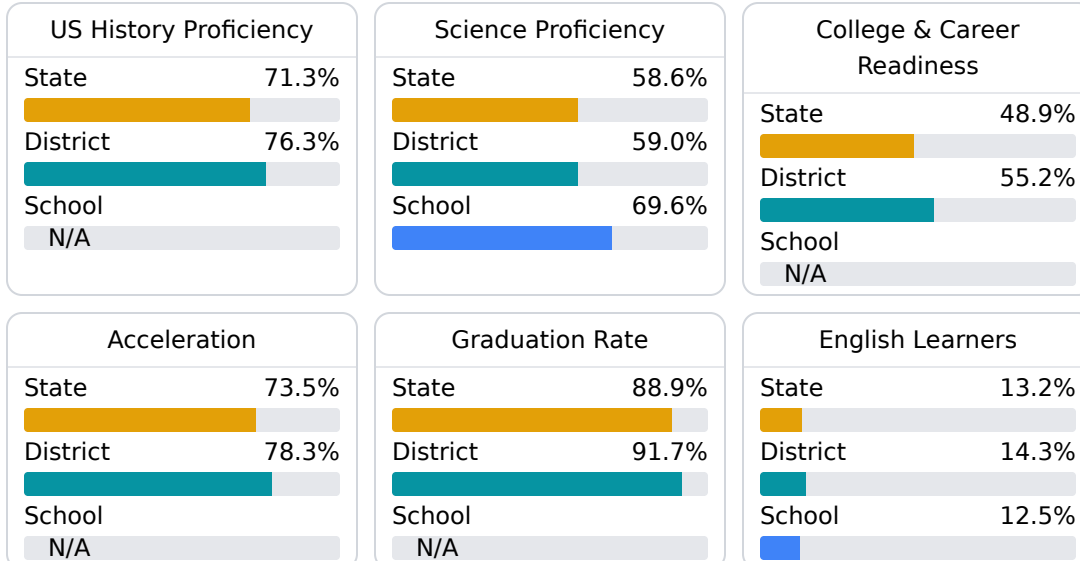 US History Proficiency
State 71.3%
District 76.3%
School
N/A
Science Proficiency
State 58.6%
District 59.0%
School 69.6%
College & Career
Readiness
State 48.9%
District 55.2%
School
N/A
Acceleration
State 73.5%
District 78.3%
School
N/A
Graduation Rate
State 88.9%
District 91.7%
School
N/A
English Learners
State 13.2%
District 14.3%
School 12.5%